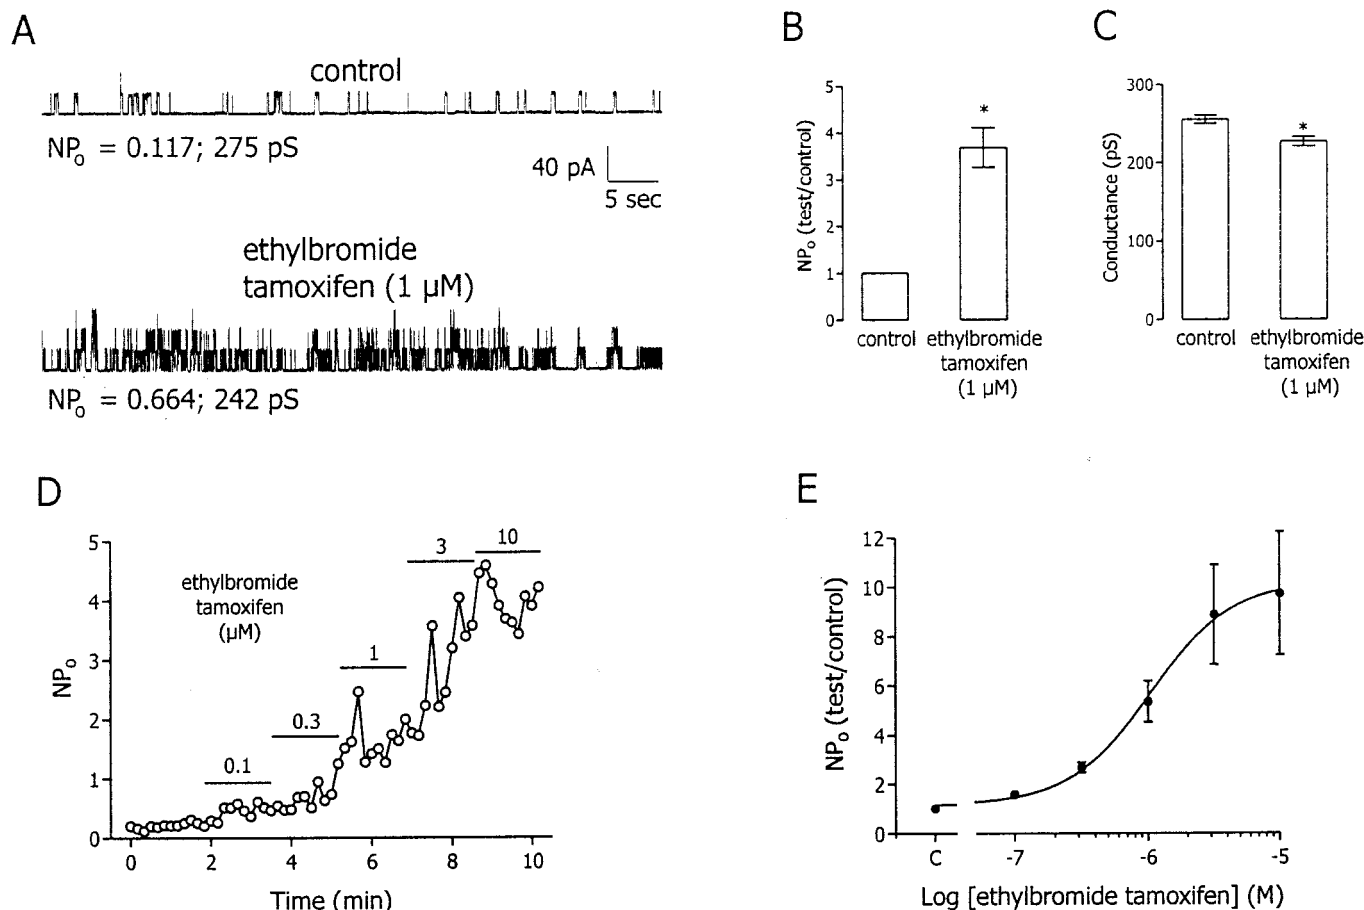 A
control
NPo = 0.117; 275 pS
40 pA
5 sec
ethylbromide
tamoxifen (1 µM)
NPo = 0.664; 242 pS
B
NPo (test/control)
5
4
3
2
1
0
*
control
ethylbromide
tamoxifen
(1 µM)
C
Conductance (pS)
300
200
100
0
*
control
ethylbromide
tamoxifen
(1 µM)
D
NPo
5
4
3
2
1
0
ethylbromide
tamoxifen
(µM)
0.1
0.3
1
3
10
0 2 4 6 8 10
Time (min)
E
NPo (test/control)
12
10
8
6
4
2
0
C -7 -6 -5
Log [ethylbromide tamoxifen] (M)